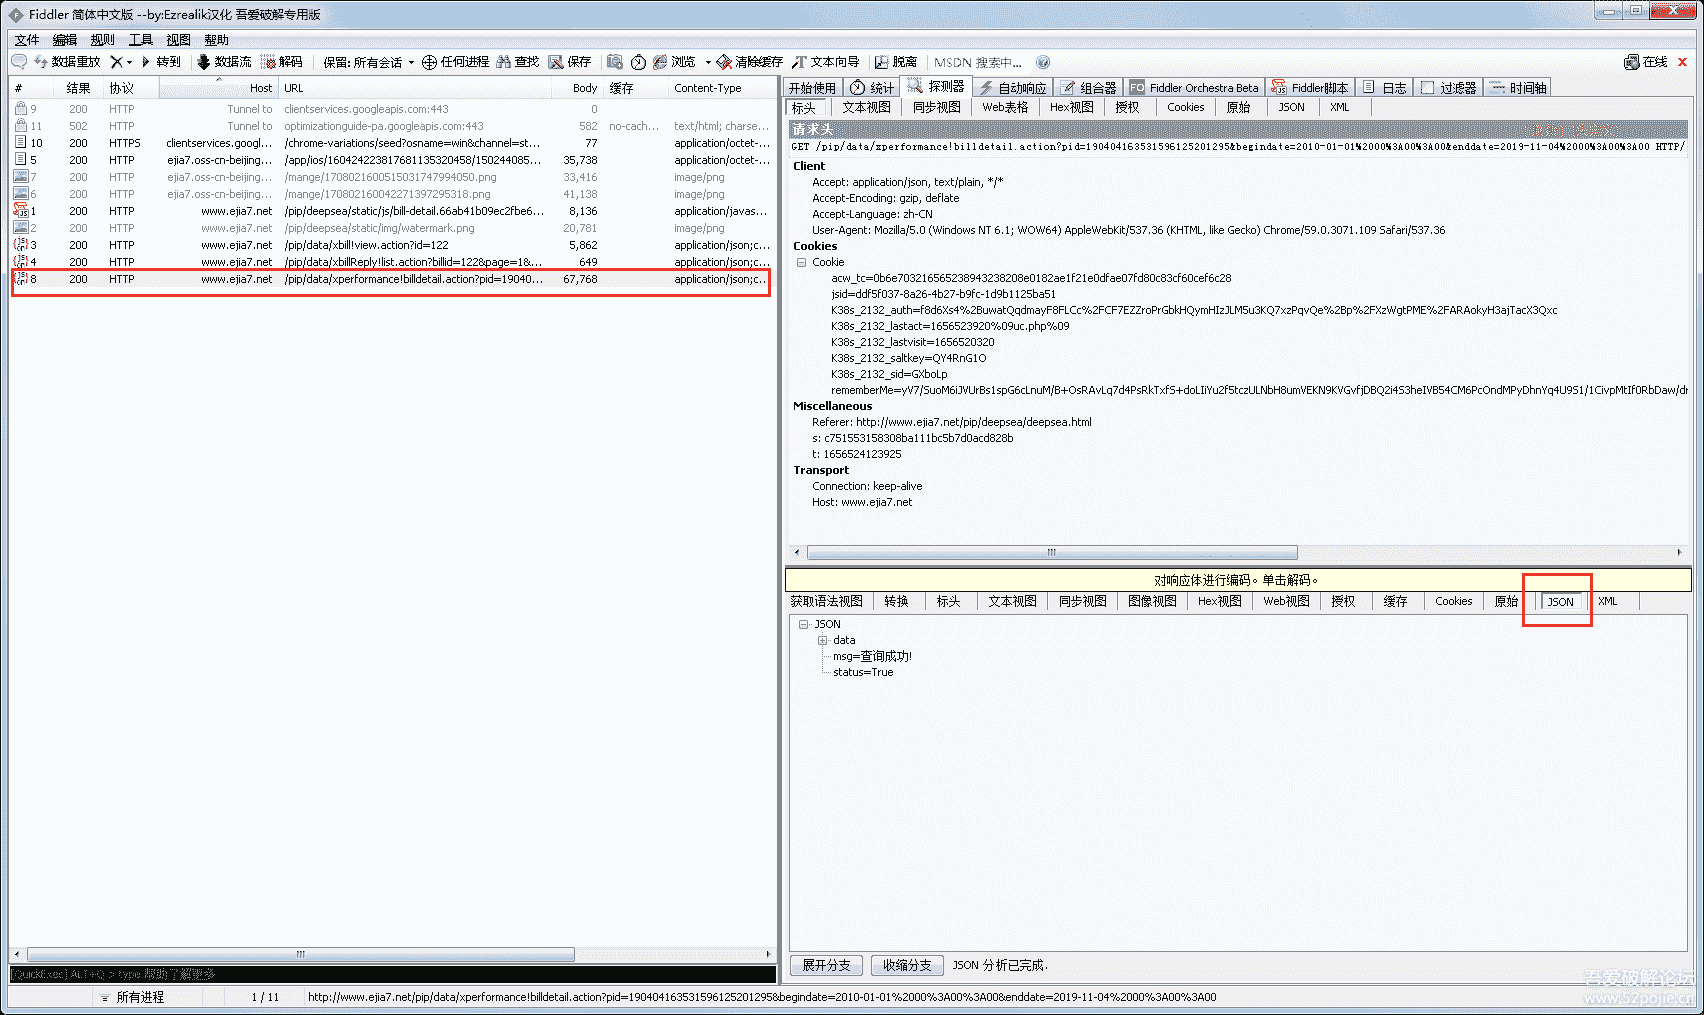 Fiddler 简体中文版 --by:Ezrealik汉化 吾爱破解专用版
文件 编辑 规则 工具 视图 帮助
数据重放 转到 数据流 解码 保留: 所有会话 任何进程 查找 保存 浏览 清除缓存 文本向导 脱离 MSDN 搜索中... 在线
# 结果 协议 Host URL Body 缓存 Content-Type
9 200 HTTP Tunnel to clientservices.googleapis.com:443 0
11 502 HTTP Tunnel to optimizationguide-pa.googleapis.com:443 582 no-cach... text/html; charse...
10 200 HTTPS clientservices.googl... /chrome-variations/seed?osname=win&channel=st... 77 application/octet-...
5 200 HTTP ejia7.oss-cn-beijing... /app/ios/160424223817681135320458/150244085... 35,738 application/octet-...
7 200 HTTP ejia7.oss-cn-beijing... /mange/1708021600515031747994050.png 33,416 image/png
6 200 HTTP ejia7.oss-cn-beijing... /mange/170802160042271397295318.png 41,138 image/png
1 200 HTTP www.ejia7.net /pip/deepsea/static/js/bill-detail.66ab41b09ec2fbe6... 8,136 application/javas...
2 200 HTTP www.ejia7.net /pip/deepsea/static/img/watermark.png 20,781 image/png
3 200 HTTP www.ejia7.net /pip/data/xbill!view.action?id=122 5,862 application/json;c...
4 200 HTTP www.ejia7.net /pip/data/xbillReply!list.action?billid=122&page=1&... 649 application/json;c...
8 200 HTTP www.ejia7.net /pip/data/xperformance!billdetail.action?pid=19040... 67,768 application/json;c...
开始使用 统计 探测器 自动响应 组合器 FO Fiddler Orchestra Beta Fiddler脚本 日志 过滤器 时间轴
标头 文本视图 同步视图 Web表格 Hex视图 授权 Cookies 原始 JSON XML
请求头
GET /pip/data/xperformance!billdetail.action?pid=1904041635315961252 01295&begindate=2010-01-01%2000%3A00%3A00&enddate=2019-11-04%2000%3A00%3A00 HTTP/
Client
Accept: application/json, text/plain, */*
Accept-Encoding: gzip, deflate
Accept-Language: zh-CN
User-Agent: Mozilla/5.0 (Windows NT 6.1; WOW64) AppleWebKit/537.36 (KHTML, like Gecko) Chrome/59.0.3071.109 Safari/537.36
Cookies
Cookie
acw_tc=0b6e703216565238943238208e0182ae1f21e0dfae07fd80c83cf60cef6c28
jsid=ddf5f037-8a26-4b27-b9fc-1d9b1125ba51
K38s_2132_auth=f8d6Xs4%2BuwatQqdmayF8FLCc%2FCF7EZZroPrGbkHQymHIzJLM5u3KQ7xzPqvQe%2Bp%2FXzWgtPME%2FARAokyH3ajTacX3Qxc
K38s_2132_lastact=1656523920%09uc.php%09
K38s_2132_lastvisit=1656520320
K38s_2132_saltkey=QY4RnG1O
K38s_2132_sid=GXboLp
rememberMe=yV7/SuoM6iJVUrBs1spG6cLnuM/B+OsRAvLq7d4PsRkTxfS+doLIiYu2f5tczULNbH8umVEKN9KVGvfjDBQ2i4S3heIVB54CM6PcOndMPyDhnYq4U9S1/1CivpMtIf0RbDaw/dr
Miscellaneous
Referer: http://www.ejia7.net/pip/deepsea/deepsea.html
s: c751553158308ba111bc5b7d0acd828b
t: 1656524123925
Transport
Connection: keep-alive
Host: www.ejia7.net
对响应体进行编码。单击解码。
获取语法视图 转换 标头 文本视图 同步视图 图像视图 Hex视图 Web视图 授权 缓存 Cookies 原始 JSON XML
JSON
data
msg=查询成功!
status=True
展开分支 收缩分支 JSON 分析已完成.
[QuickExec] ALT+Q > type 帮助了解更多
所有进程 1 / 11 http://www.ejia7.net/pip/data/xperformance!billdetail.action?pid=190404163531596125201295&begindate=2010-01-01%2000%3A00%3A00&enddate=2019-11-04%2000%3A00%3A00
吾爱破解论坛
www.52pojie.cn